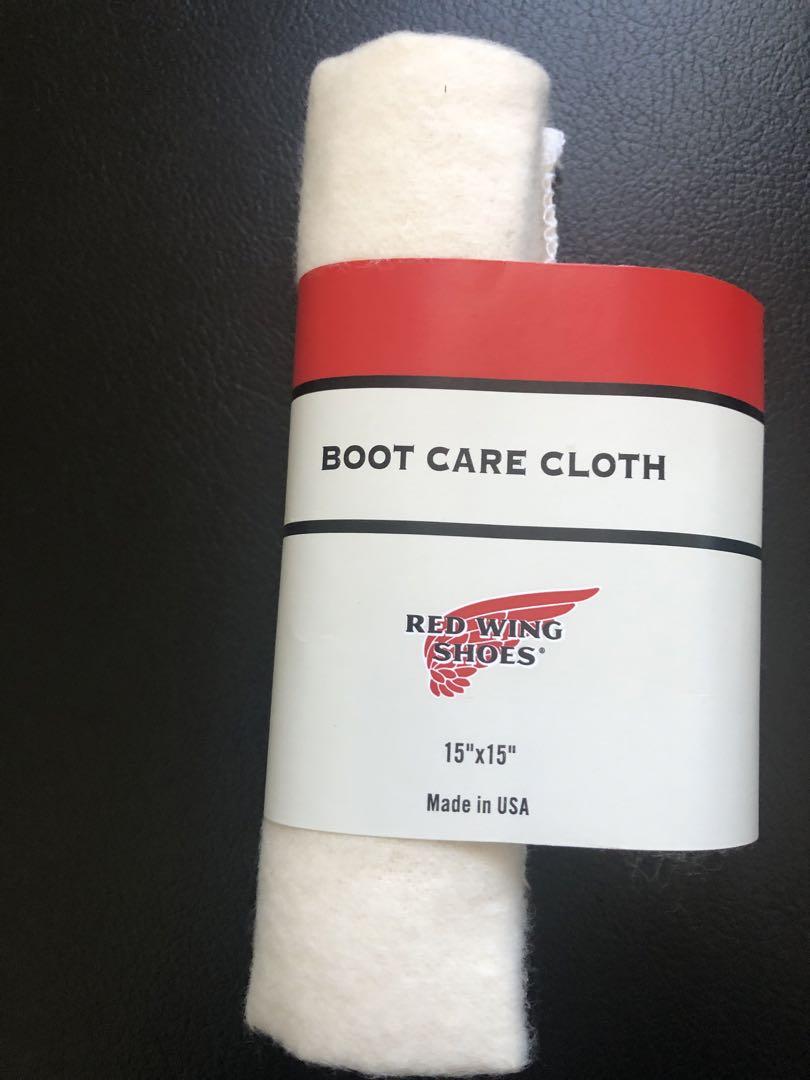 BOOT CARE CLOTH
RED WING
SHOES®
15"x15"
Made in USA